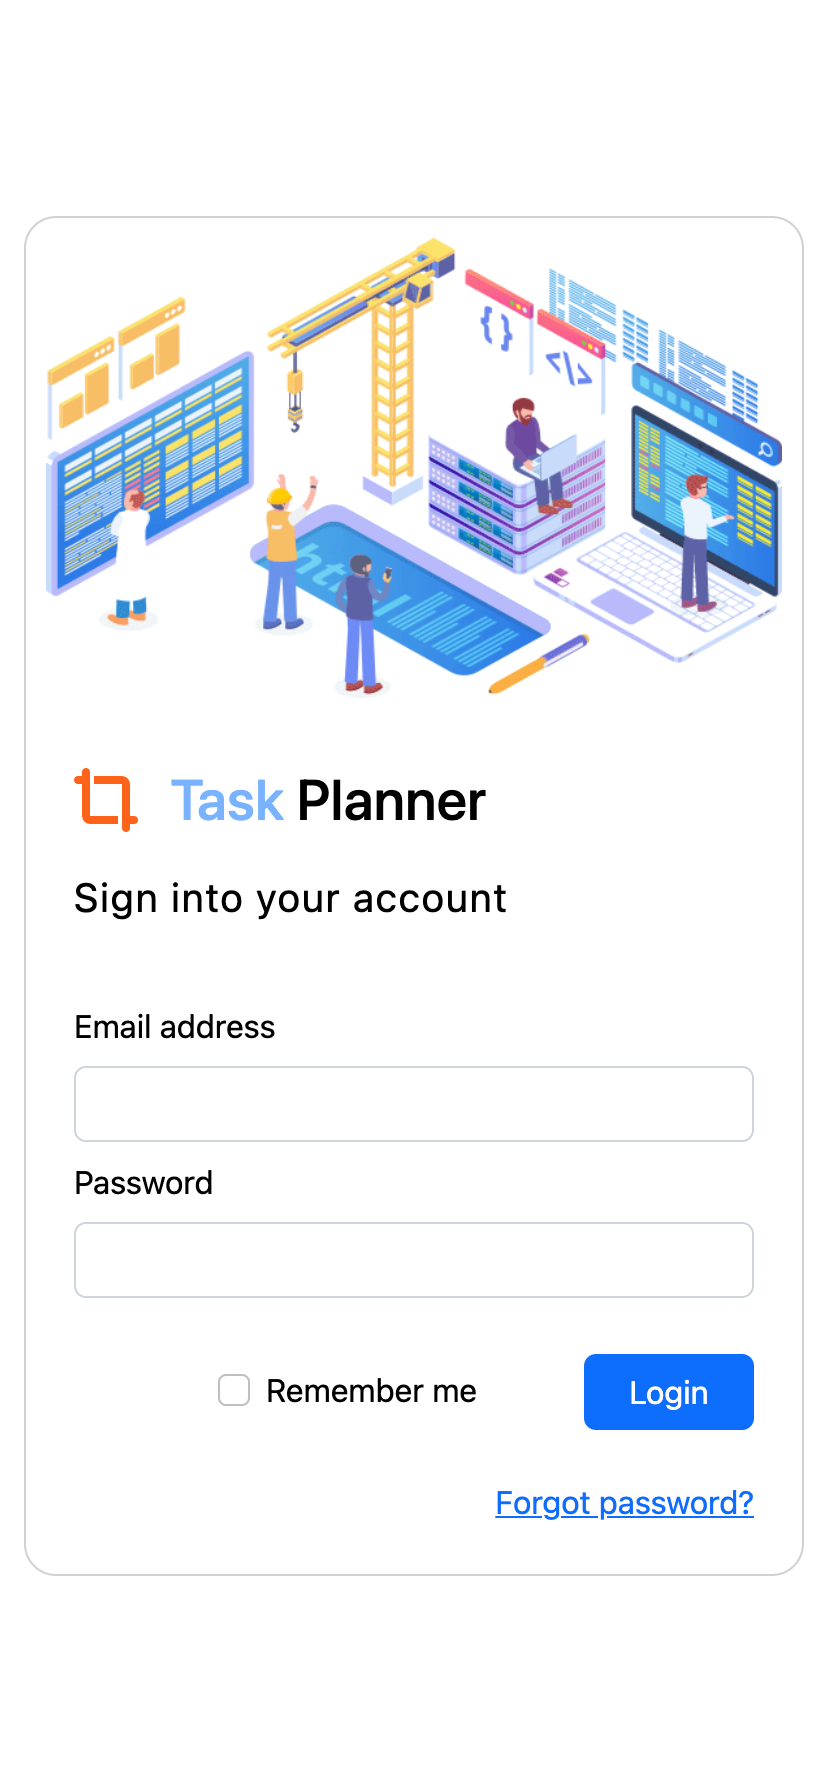 {}
</>
html
Task Planner
Sign into your account
Email address
Password
Remember me
Login
Forgot password?